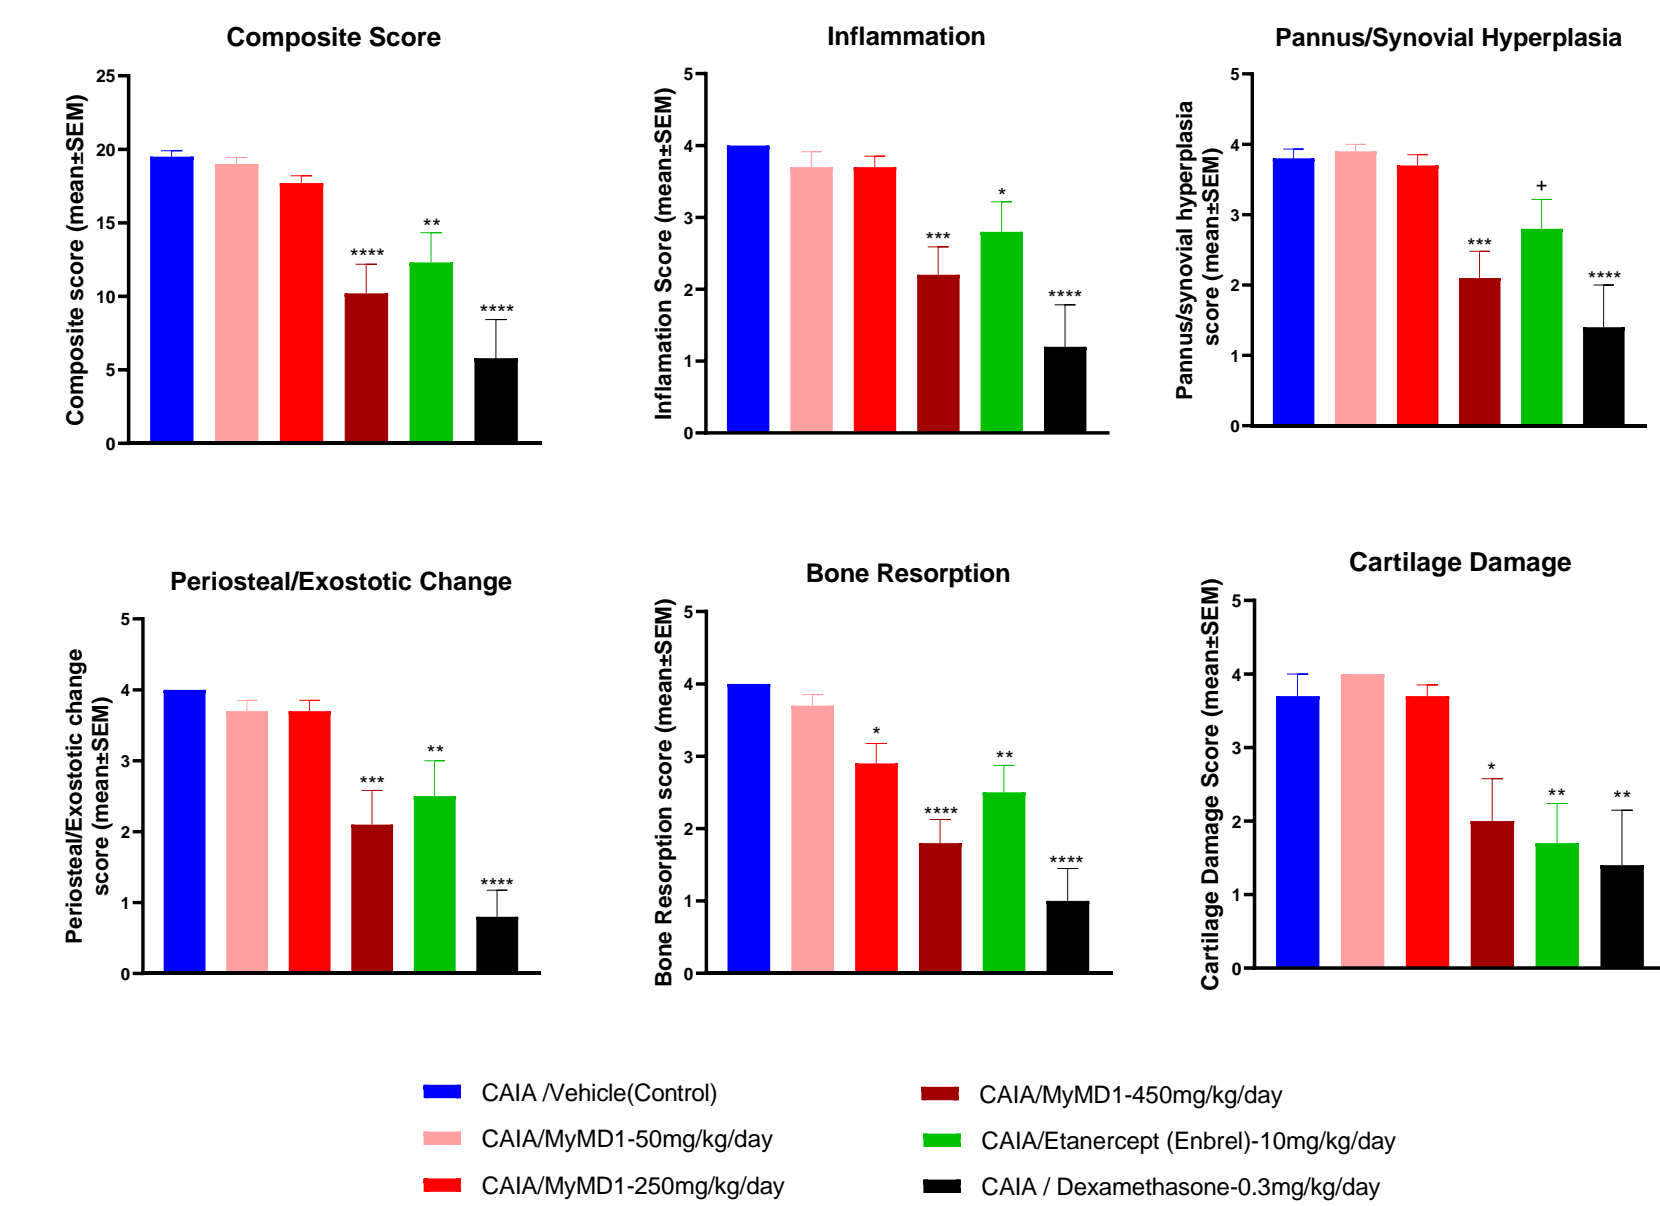 Composite Score
Composite score (mean±SEM)
25
20
15
10
5
0
****
**
****
Inflammation
Inflamation Score (mean±SEM)
5
4
3
2
1
0
***
*
****
Pannus/Synovial Hyperplasia
Pannus/synovial hyperplasia
score (mean±SEM)
5
4
3
2
1
0
***
+
****
Periosteal/Exostotic Change
Periosteal/Exostotic change
score (mean±SEM)
5
4
3
2
1
0
***
**
****
Bone Resorption
Bone Resorption score (mean±SEM)
5
4
3
2
1
0
*
****
**
****
Cartilage Damage
Cartilage Damage Score (mean±SEM)
5
4
3
2
1
0
*
**
**
CAIA /Vehicle(Control)
CAIA/MyMD1-50mg/kg/day
CAIA/MyMD1-250mg/kg/day
CAIA/MyMD1-450mg/kg/day
CAIA/Etanercept (Enbrel)-10mg/kg/day
CAIA / Dexamethasone-0.3mg/kg/day